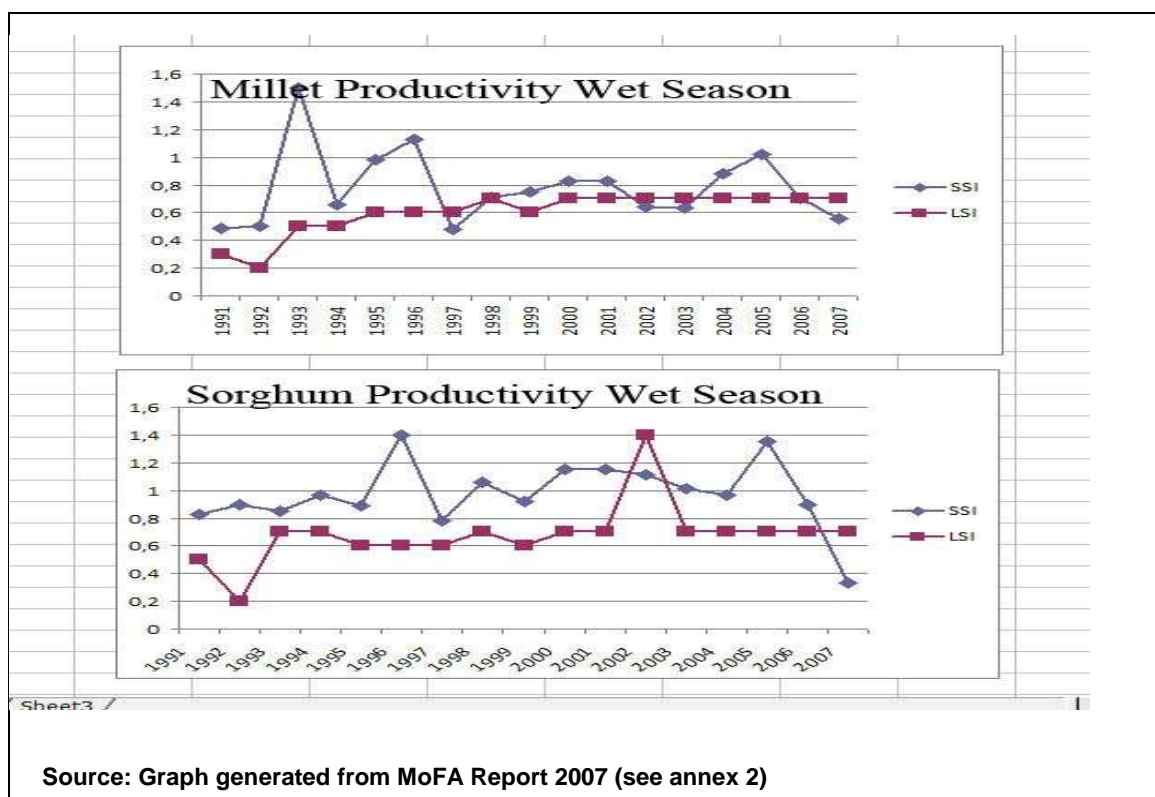 Millet Productivity Wet Season
1,6
1,4
1,2
1
0,8
0,6
0,4
0,2
0
1991 1992 1993 1994 1995 1996 1997 1998 1999 2000 2001 2002 2003 2004 2005 2006 2007
SSI
LSI
Sorghum Productivity Wet Season
1,6
1,4
1,2
1
0,8
0,6
0,4
0,2
0
1991 1992 1993 1994 1995 1996 1997 1998 1999 2000 2001 2002 2003 2004 2005 2006 2007
SSI
LSI
Sheet3
Source: Graph generated from MoFA Report 2007 (see annex 2)